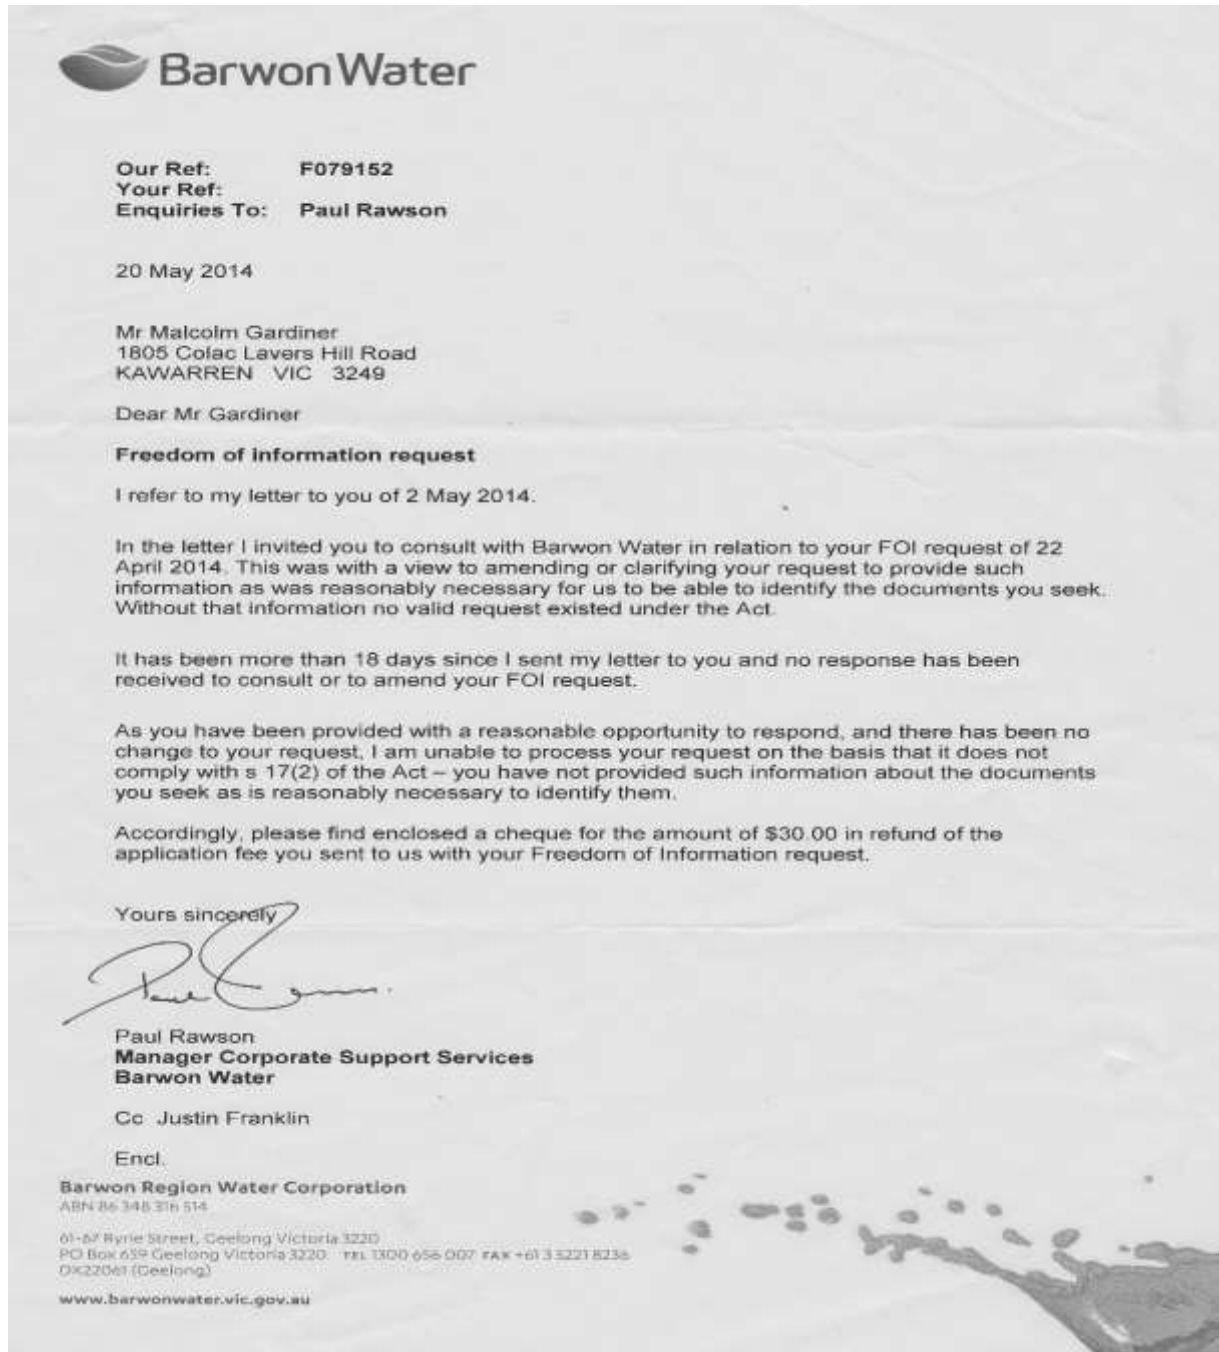 BarwonWater
Our Ref: F079152
Your Ref:
Enquiries To: Paul Rawson
20 May 2014
Mr Malcolm Gardiner
1805 Colac Lavers Hill Road
KAWARREN VIC 3249
Dear Mr Gardiner
Freedom of information request
I refer to my letter to you of 2 May 2014.
In the letter I invited you to consult with Barwon Water in relation to your FOI request of 22
April 2014. This was with a view to amending or clarifying your request to provide such
information as was reasonably necessary for us to be able to identify the documents you seek.
Without that information no valid request existed under the Act.
It has been more than 18 days since I sent my letter to you and no response has been
received to consult or to amend your FOI request.
As you have been provided with a reasonable opportunity to respond, and there has been no
change to your request, I am unable to process your request on the basis that it does not
comply with s 17(2) of the Act – you have not provided such information about the documents
you seek as is reasonably necessary to identify them.
Accordingly, please find enclosed a cheque for the amount of $30.00 in refund of the
application fee you sent to us with your Freedom of Information request.
Yours sincerely
Paul Rawson
Manager Corporate Support Services
Barwon Water
Cc Justin Franklin
Encl.
Barwon Region Water Corporation
ABN 86 348 316 514
61-67 Ryrie Street, Geelong Victoria 3220
PO Box 659 Geelong Victoria 3220 TEL 1300 656 007 FAX +61 3 5221 8236
DX22061 (Geelong)
www.barwonwater.vic.gov.au